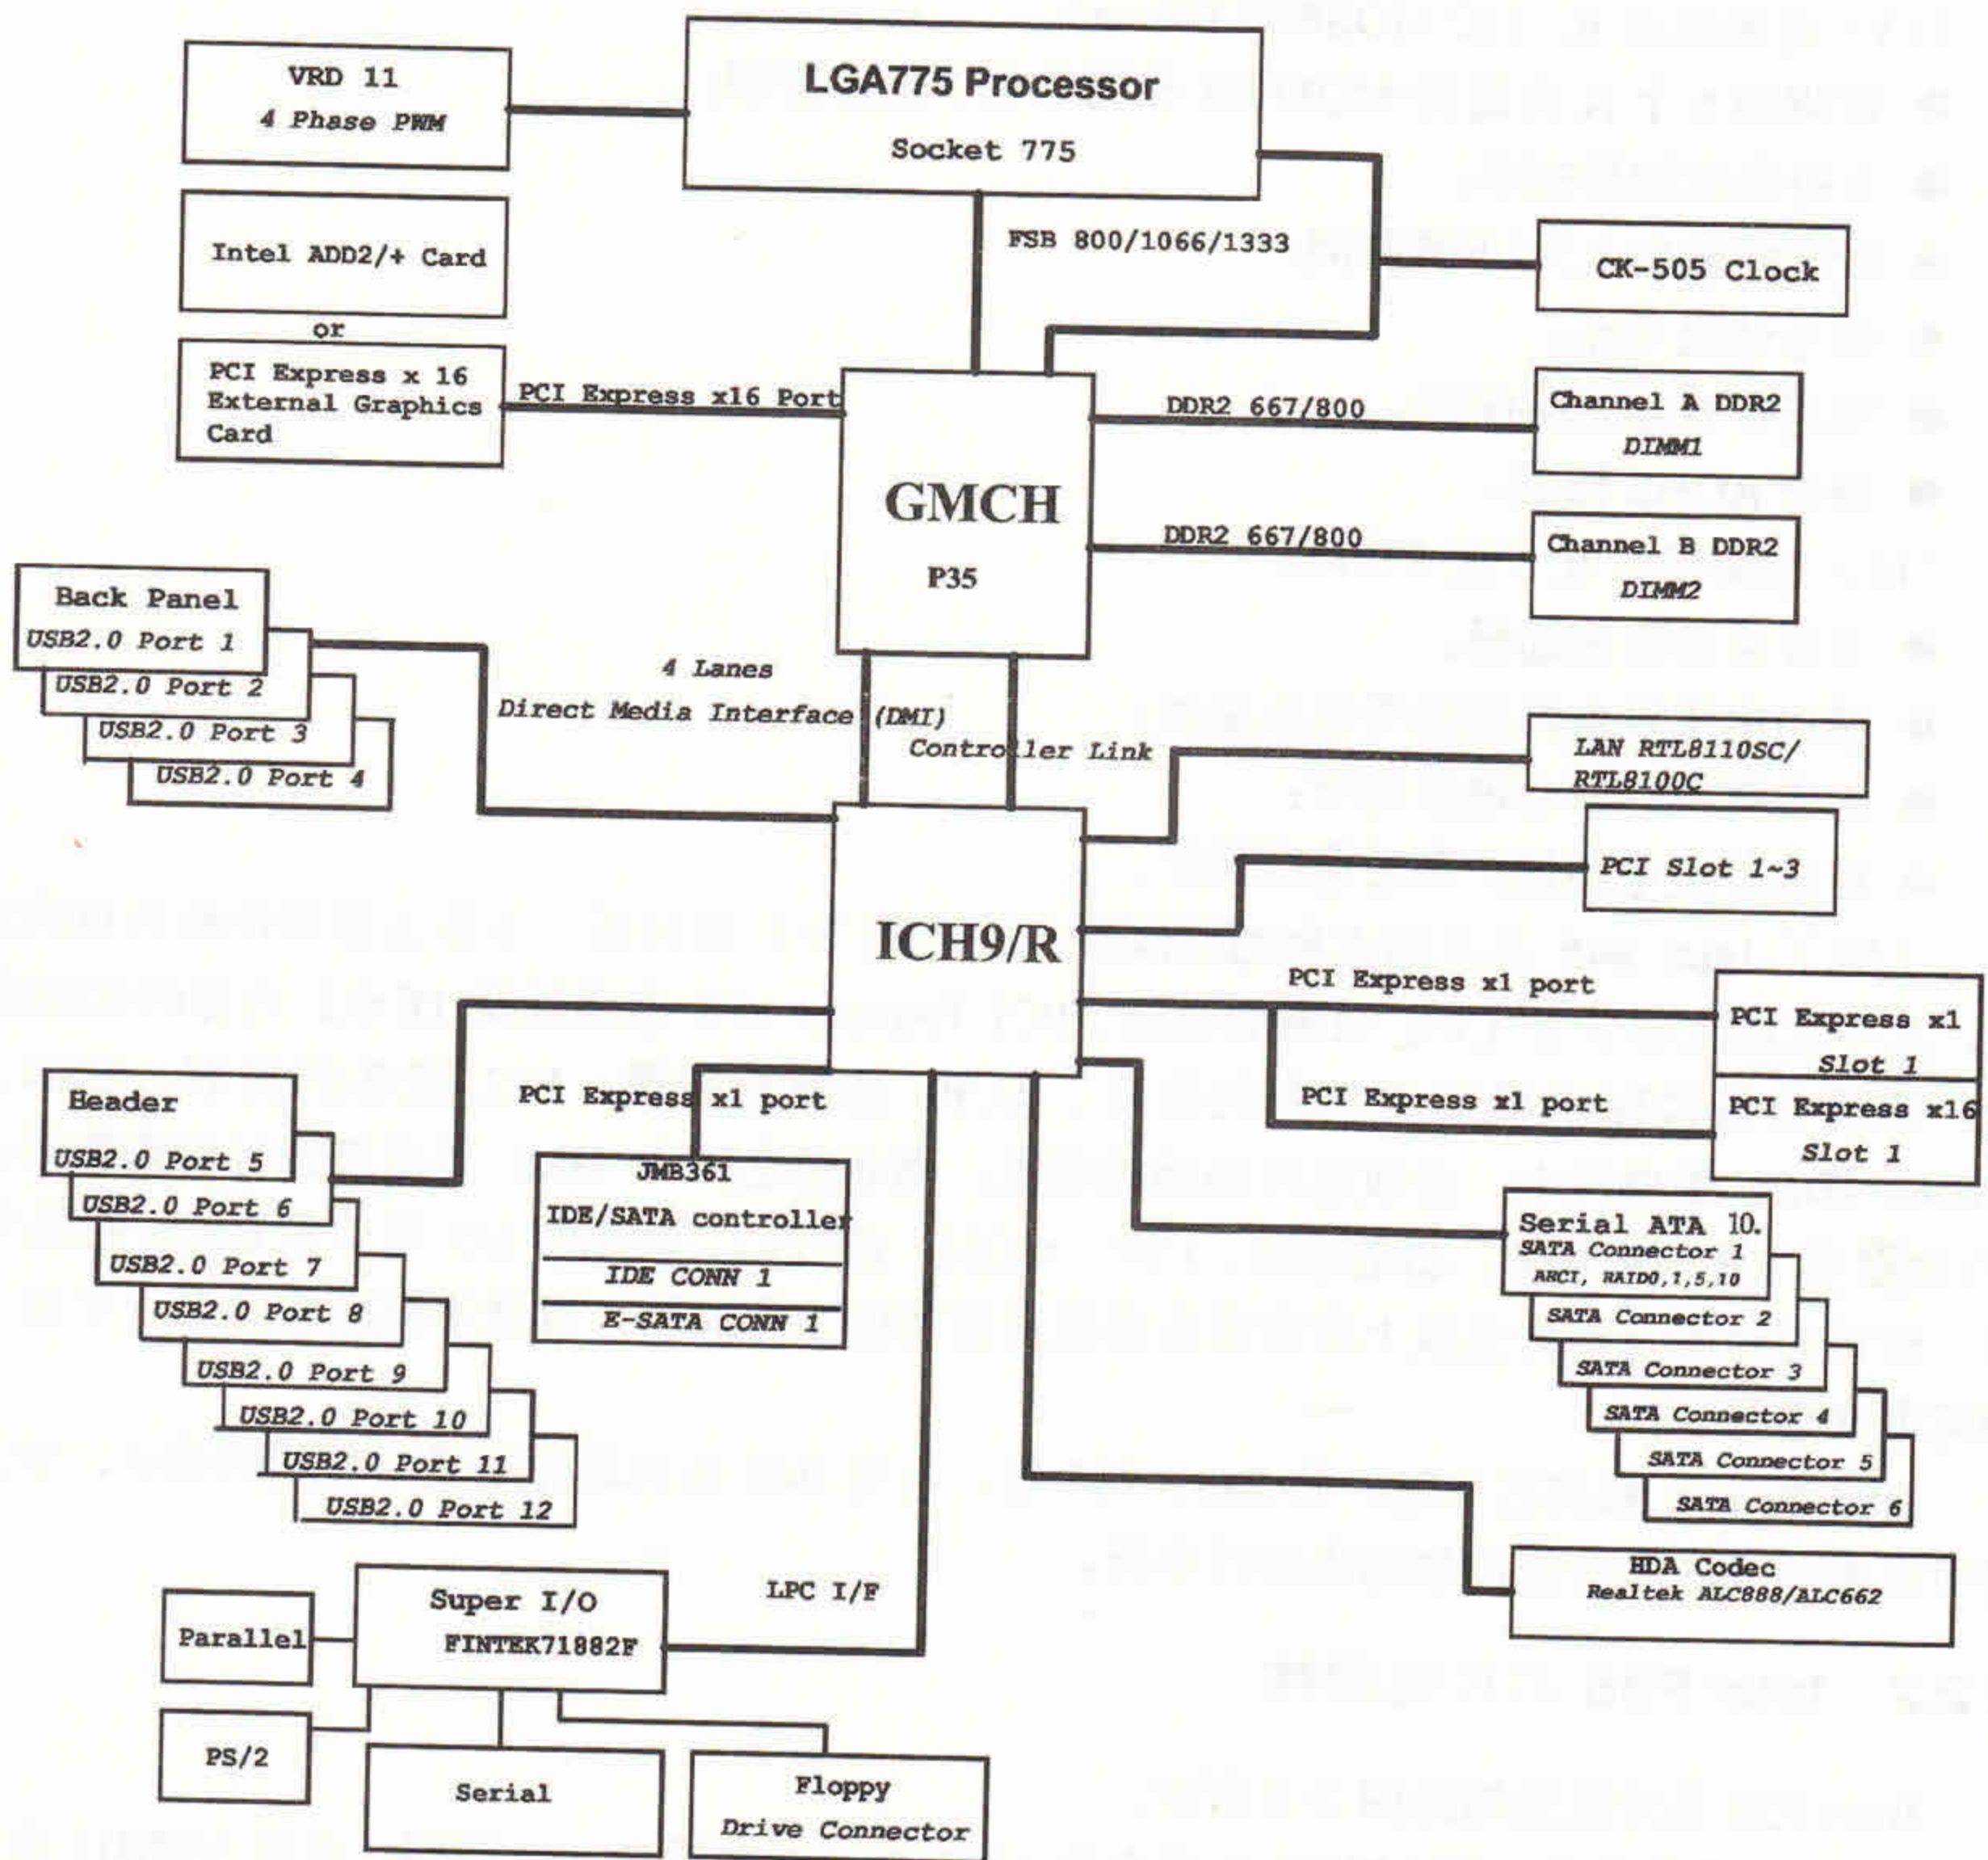 VRD 11
4 Phase PWM
LGA775 Processor
Socket 775
Intel ADD2/+ Card
or
PCI Express x 16
External Graphics
Card
FSB 800/1066/1333
CK-505 Clock
PCI Express x16 Port
DDR2 667/800
Channel A DDR2
DIMM1
GMCH
P35
DDR2 667/800
Channel B DDR2
DIMM2
Back Panel
USB2.0 Port 1
USB2.0 Port 2
USB2.0 Port 3
USB2.0 Port 4
4 Lanes
Direct Media Interface (DMI)
Controller Link
LAN RTL8110SC/
RTL8100C
PCI Slot 1~3
ICH9/R
PCI Express x1 port
PCI Express x1
Slot 1
PCI Express x1 port
PCI Express x16
Slot 1
PCI Express x1 port
JMB361
IDE/SATA controller
IDE CONN 1
E-SATA CONN 1
Header
USB2.0 Port 5
USB2.0 Port 6
USB2.0 Port 7
USB2.0 Port 8
USB2.0 Port 9
USB2.0 Port 10
USB2.0 Port 11
USB2.0 Port 12
Serial ATA 10.
SATA Connector 1
ARCI, RAID0,1,5,10
SATA Connector 2
SATA Connector 3
SATA Connector 4
SATA Connector 5
SATA Connector 6
HDA Codec
Realtek ALC888/ALC662
LPC I/F
Super I/O
FINTEK71882F
Parallel
PS/2
Serial
Floppy
Drive Connector